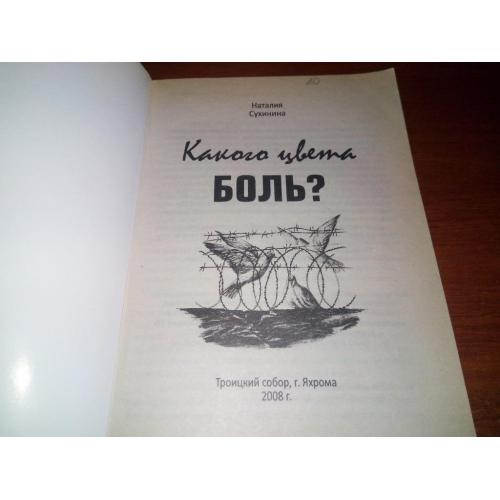 Наталия
Сухинина
Какого цвета
БОЛЬ?
Троицкий собор, г. Яхрома
2008 г.